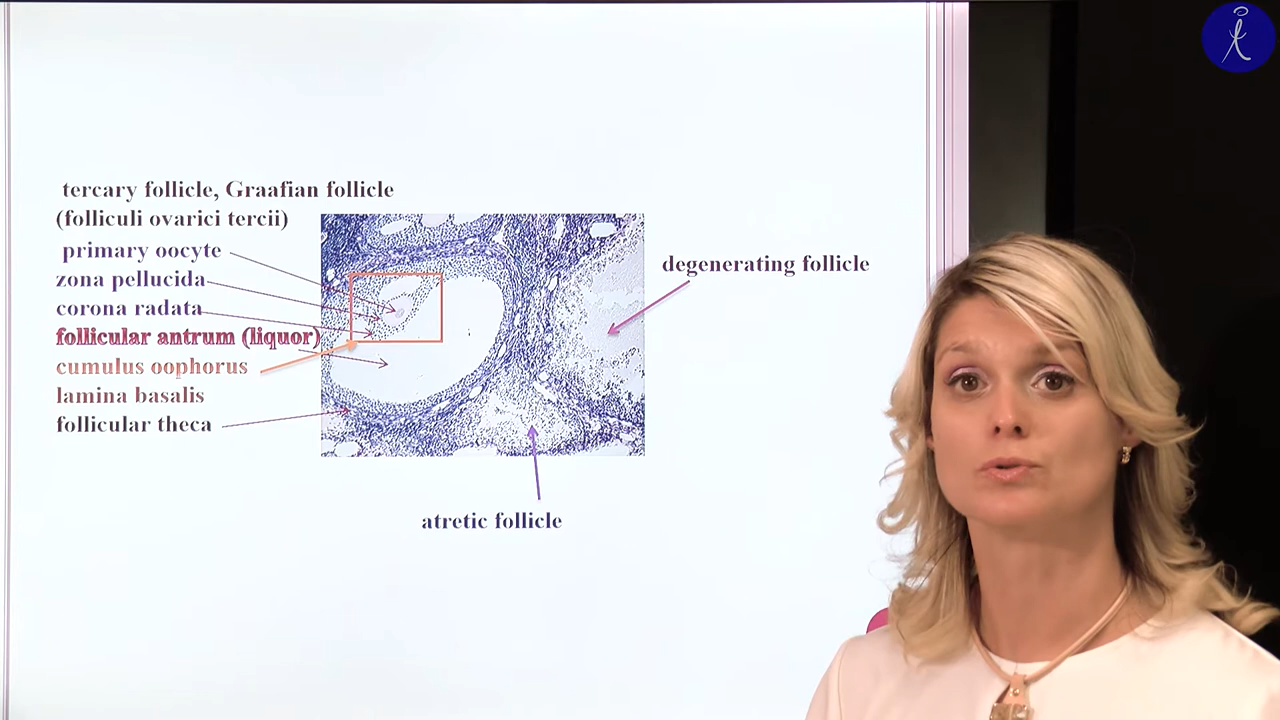 tercary follicle, Graafian follicle
(folliculi ovarici tercii)
primary oocyte
zona pellucida
corona radata
follicular antrum (liquor)
cumulus oophorus
lamina basalis
follicular theca
degenerating follicle
atretic follicle